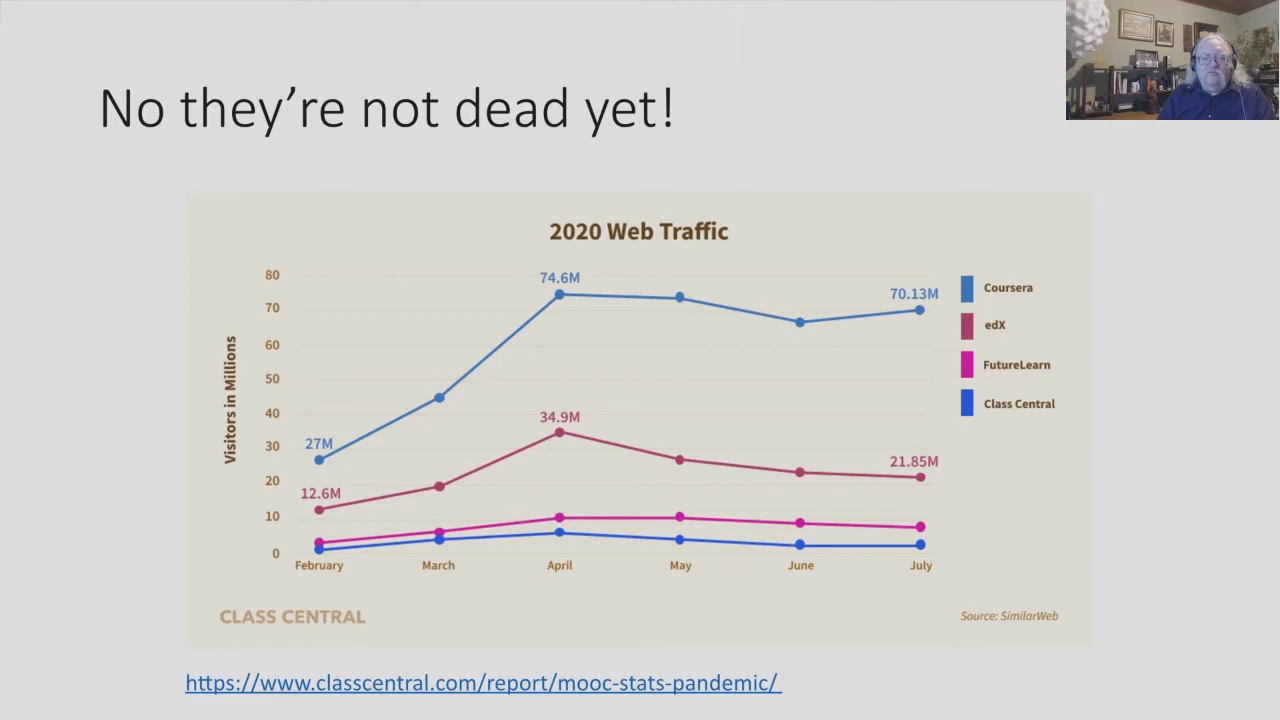 No they’re not dead yet!
2020 Web Traffic
Visitors in Millions
80
70
60
50
40
30
20
10
0
74.6M
70.13M
27M
34.9M
12.6M
21.85M
February March April May June July
Coursera
edX
FutureLearn
Class Central
CLASS CENTRAL
Source: SimilarWeb
https://www.classcentral.com/report/mooc-stats-pandemic/